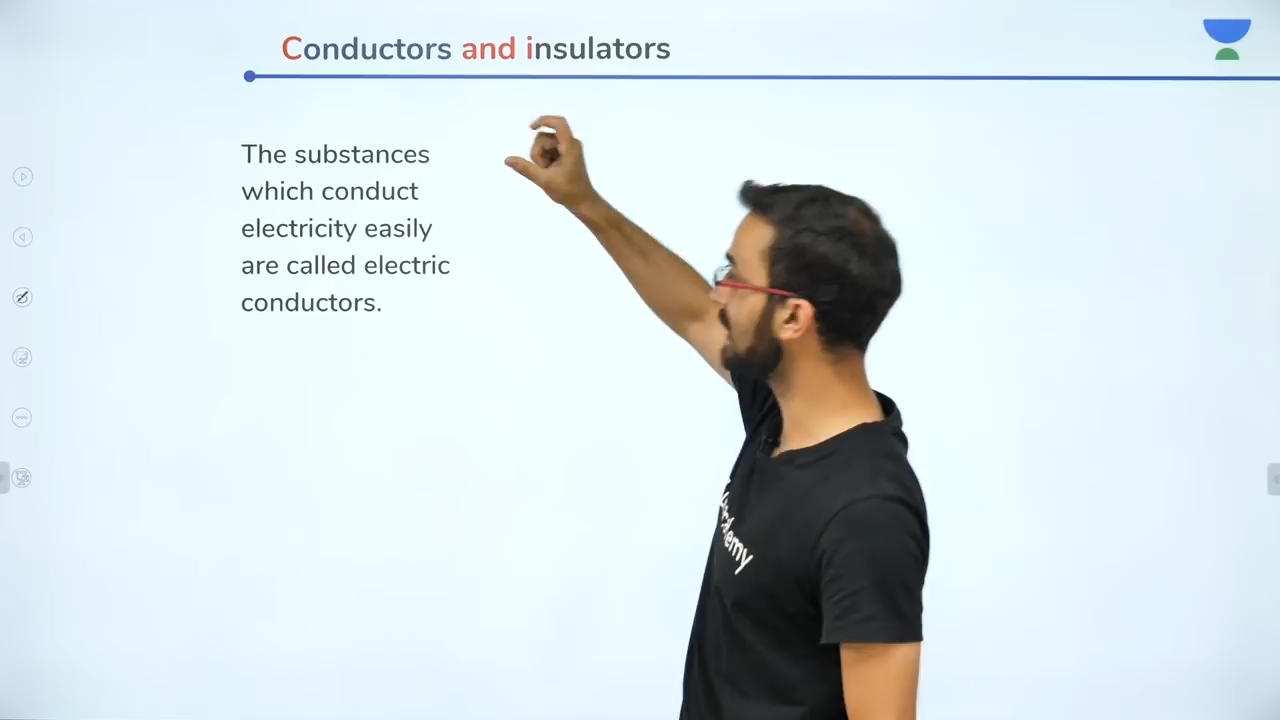 Conductors and insulators
The substances
which conduct
electricity easily
are called electric
conductors.